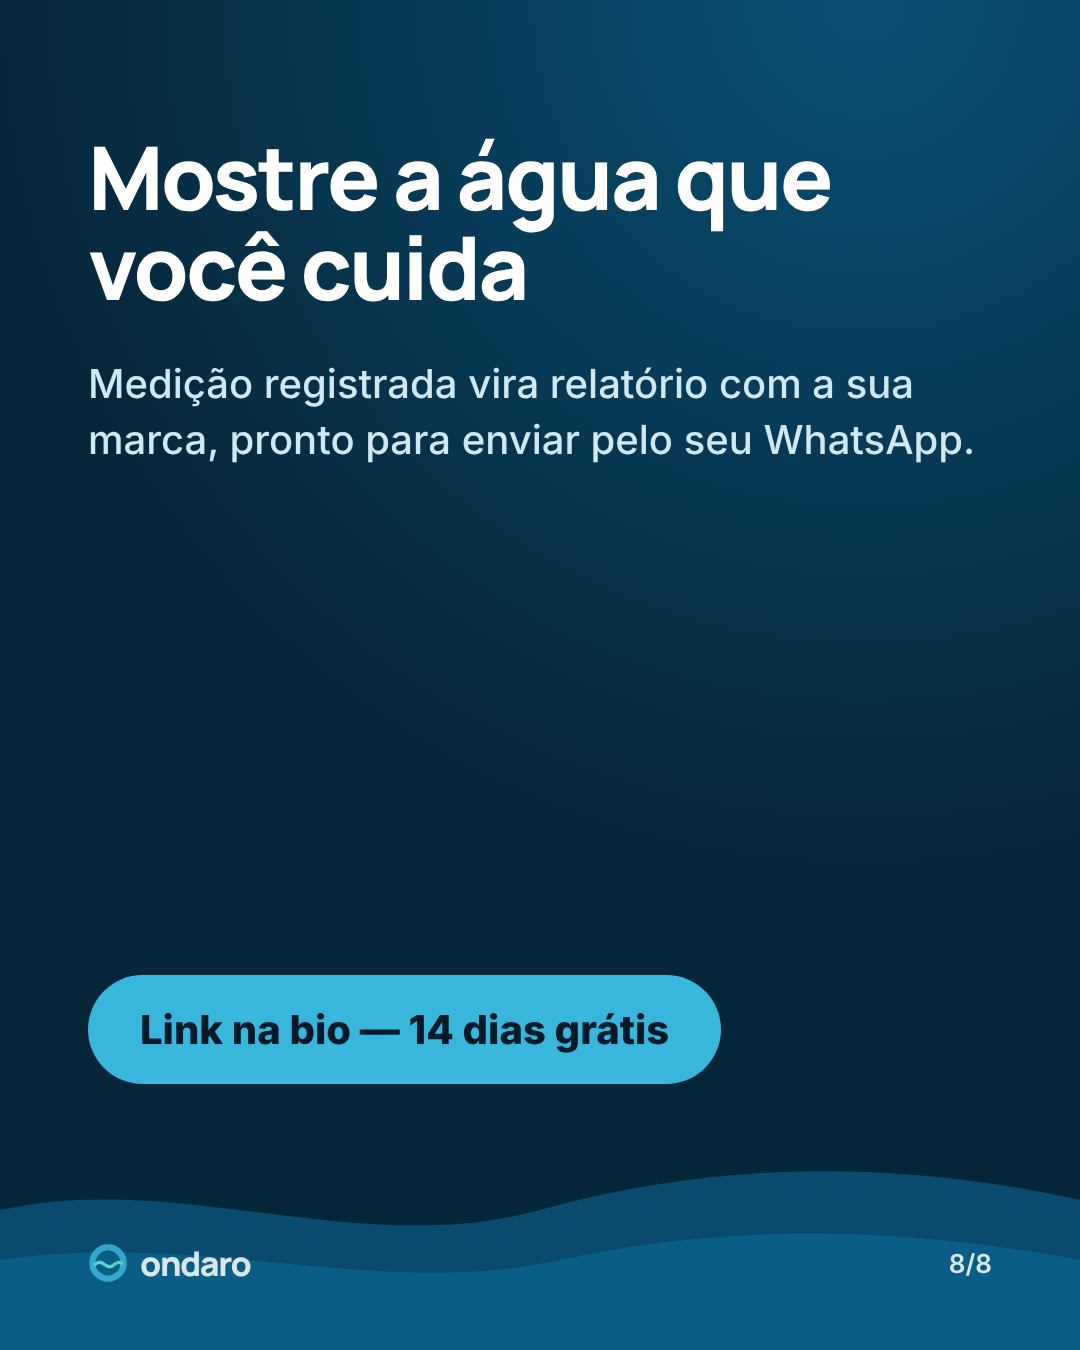 Mostre a água que
você cuida
Medição registrada vira relatório com a sua
marca, pronto para enviar pelo seu WhatsApp.
Link na bio — 14 dias grátis
ondaro
8/8